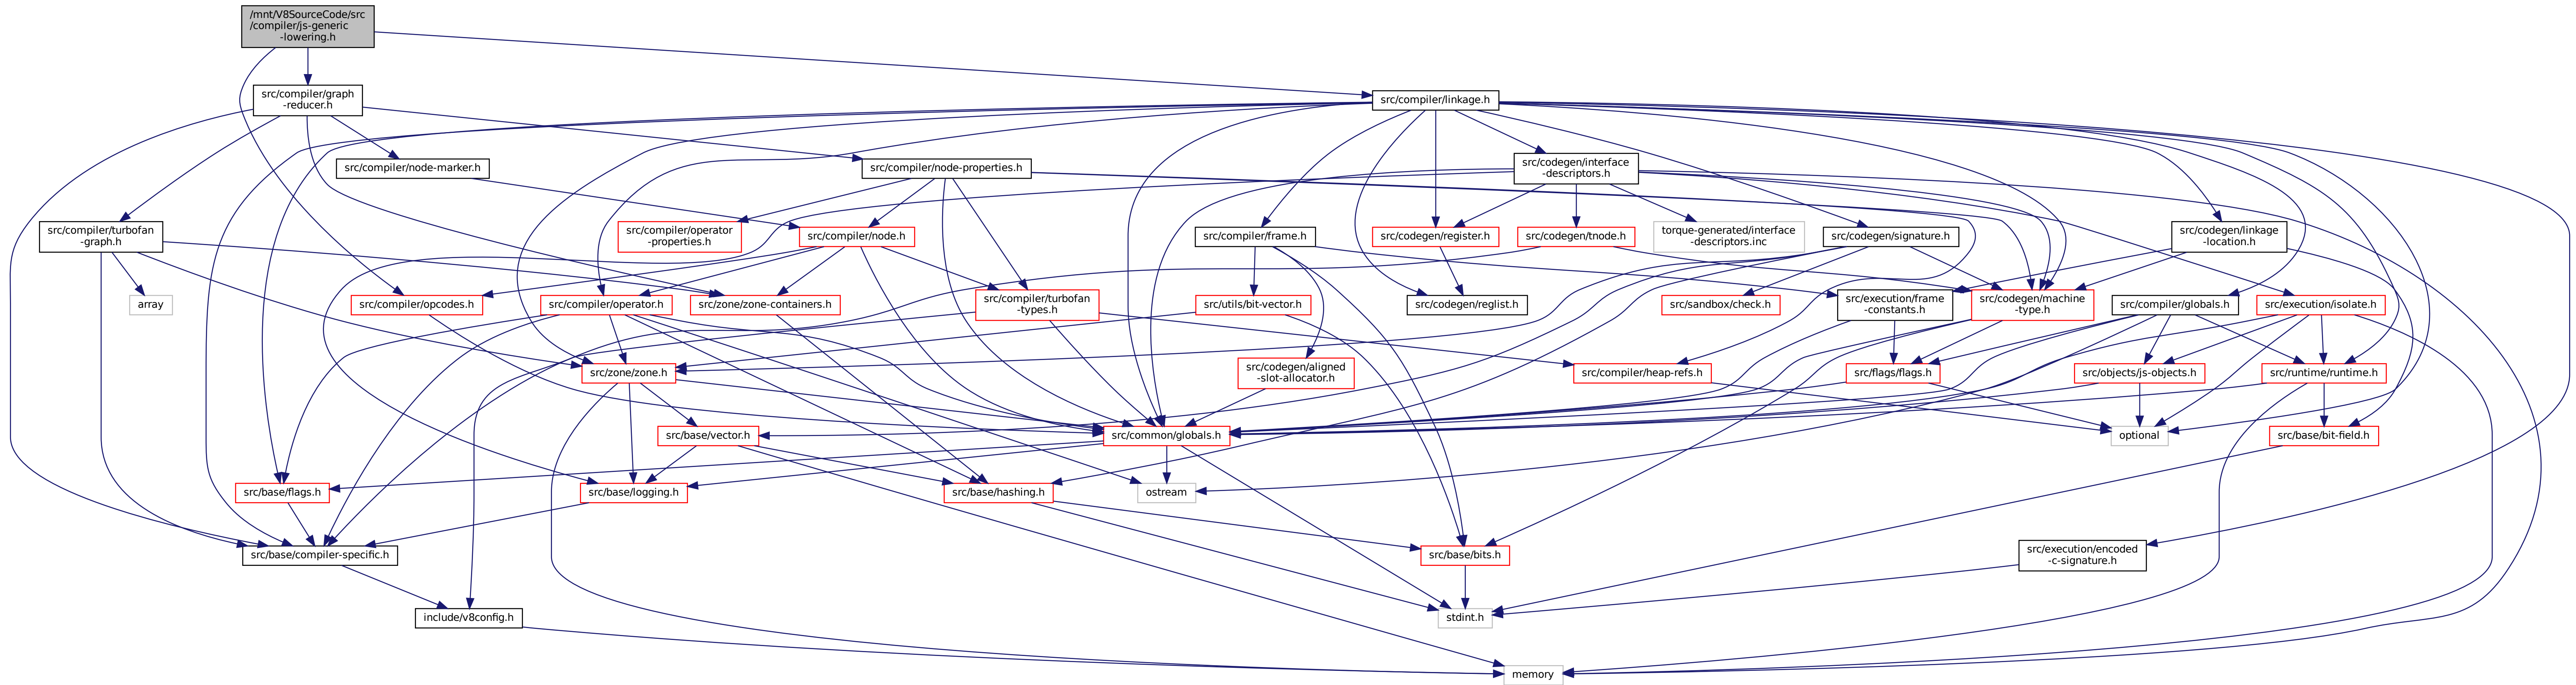 /mnt/V8SourceCode/src
/compiler/js-generic
-lowering.h
src/compiler/graph
-reducer.h
src/compiler/linkage.h
src/compiler/node-marker.h
src/compiler/node-properties.h
src/codegen/interface
-descriptors.h
src/compiler/turbofan
-graph.h
src/compiler/operator
-properties.h
src/compiler/node.h
src/compiler/frame.h
src/codegen/register.h
src/codegen/tnode.h
torque-generated/interface
-descriptors.inc
src/codegen/signature.h
src/codegen/linkage
-location.h
array
src/compiler/opcodes.h
src/compiler/operator.h
src/zone/zone-containers.h
src/compiler/turbofan
-types.h
src/utils/bit-vector.h
src/codegen/reglist.h
src/sandbox/check.h
src/execution/frame
-constants.h
src/codegen/machine
-type.h
src/compiler/globals.h
src/execution/isolate.h
src/zone/zone.h
src/codegen/aligned
-slot-allocator.h
src/compiler/heap-refs.h
src/flags/flags.h
src/objects/js-objects.h
src/runtime/runtime.h
src/base/vector.h
src/common/globals.h
optional
src/base/bit-field.h
src/base/flags.h
src/base/logging.h
src/base/hashing.h
ostream
src/base/compiler-specific.h
src/base/bits.h
src/execution/encoded
-c-signature.h
include/v8config.h
stdint.h
memory